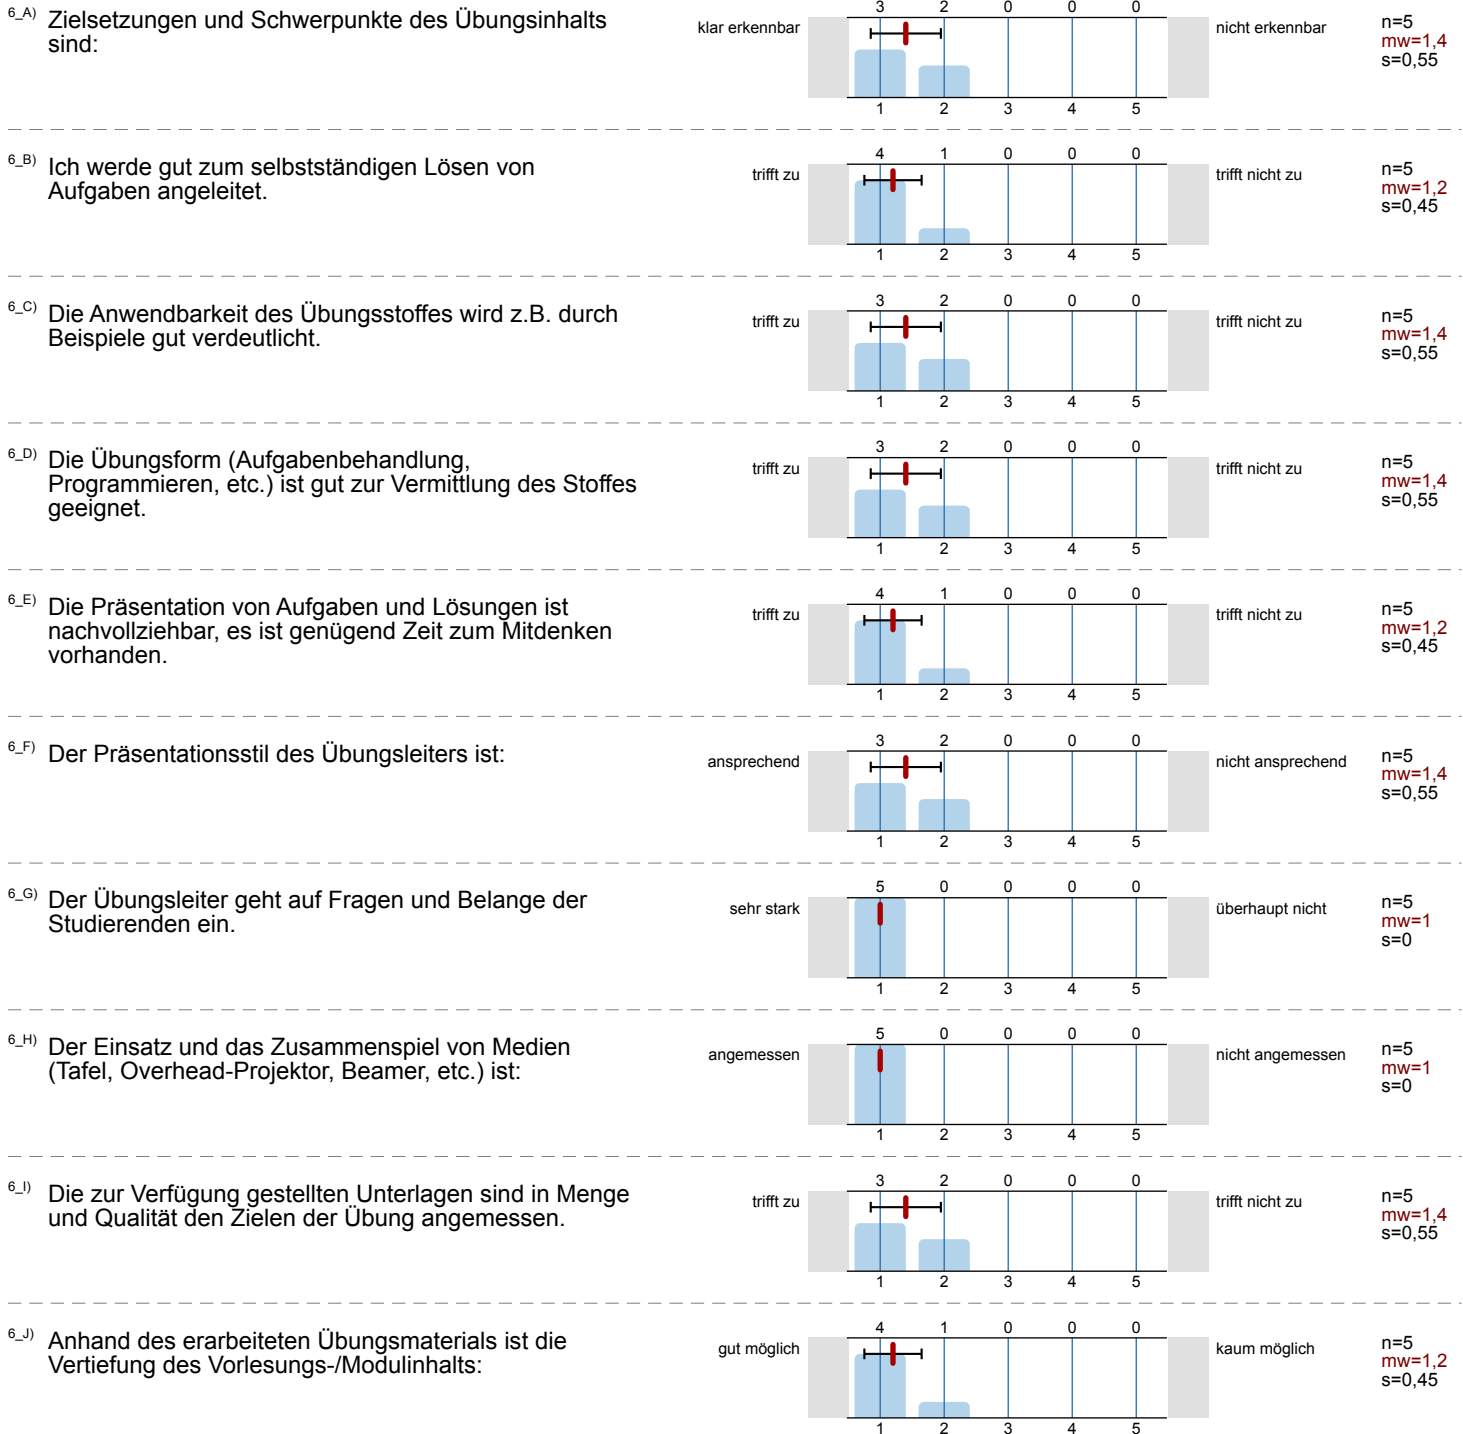 6_A) Zielsetzungen und Schwerpunkte des Übungsinhalts
sind:
klar erkennbar
3 2 0 0 0
1 2 3 4 5
nicht erkennbar
n=5
mw=1,4
s=0,55
6_B) Ich werde gut zum selbstständigen Lösen von
Aufgaben angeleitet.
trifft zu
4 1 0 0 0
1 2 3 4 5
trifft nicht zu
n=5
mw=1,2
s=0,45
6_C) Die Anwendbarkeit des Übungsstoffes wird z.B. durch
Beispiele gut verdeutlicht.
trifft zu
3 2 0 0 0
1 2 3 4 5
trifft nicht zu
n=5
mw=1,4
s=0,55
6_D) Die Übungsform (Aufgabenbehandlung,
Programmieren, etc.) ist gut zur Vermittlung des Stoffes
geeignet.
trifft zu
3 2 0 0 0
1 2 3 4 5
trifft nicht zu
n=5
mw=1,4
s=0,55
6_E) Die Präsentation von Aufgaben und Lösungen ist
nachvollziehbar, es ist genügend Zeit zum Mitdenken
vorhanden.
trifft zu
4 1 0 0 0
1 2 3 4 5
trifft nicht zu
n=5
mw=1,2
s=0,45
6_F) Der Präsentationsstil des Übungsleiters ist:
ansprechend
3 2 0 0 0
1 2 3 4 5
nicht ansprechend
n=5
mw=1,4
s=0,55
6_G) Der Übungsleiter geht auf Fragen und Belange der
Studierenden ein.
sehr stark
5 0 0 0 0
1 2 3 4 5
überhaupt nicht
n=5
mw=1
s=0
6_H) Der Einsatz und das Zusammenspiel von Medien
(Tafel, Overhead-Projektor, Beamer, etc.) ist:
angemessen
5 0 0 0 0
1 2 3 4 5
nicht angemessen
n=5
mw=1
s=0
6_I) Die zur Verfügung gestellten Unterlagen sind in Menge
und Qualität den Zielen der Übung angemessen.
trifft zu
3 2 0 0 0
1 2 3 4 5
trifft nicht zu
n=5
mw=1,4
s=0,55
6_J) Anhand des erarbeiteten Übungsmaterials ist die
Vertiefung des Vorlesungs-/Modulinhalts:
gut möglich
4 1 0 0 0
1 2 3 4 5
kaum möglich
n=5
mw=1,2
s=0,45